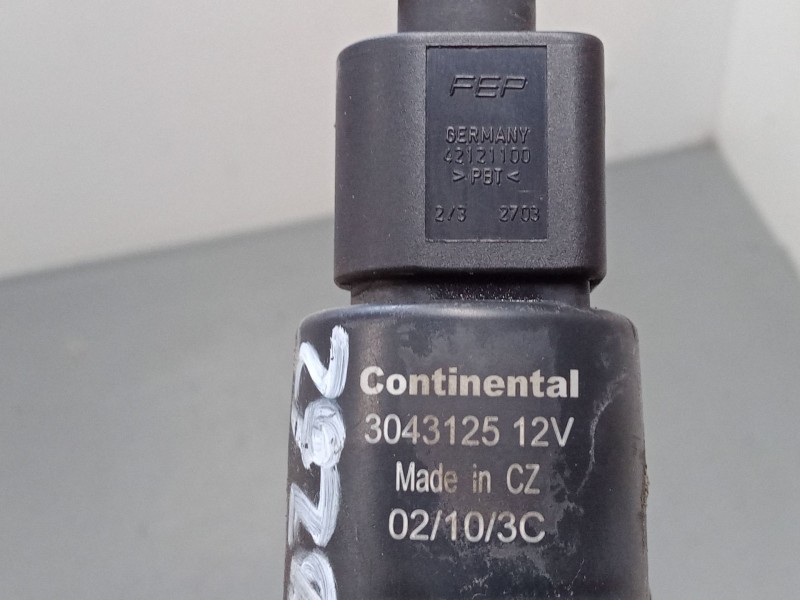 FEP
GERMANY
42121100
>PBT<
2/3 2703
Continental
3043125 12V
Made in CZ
02/10/3C